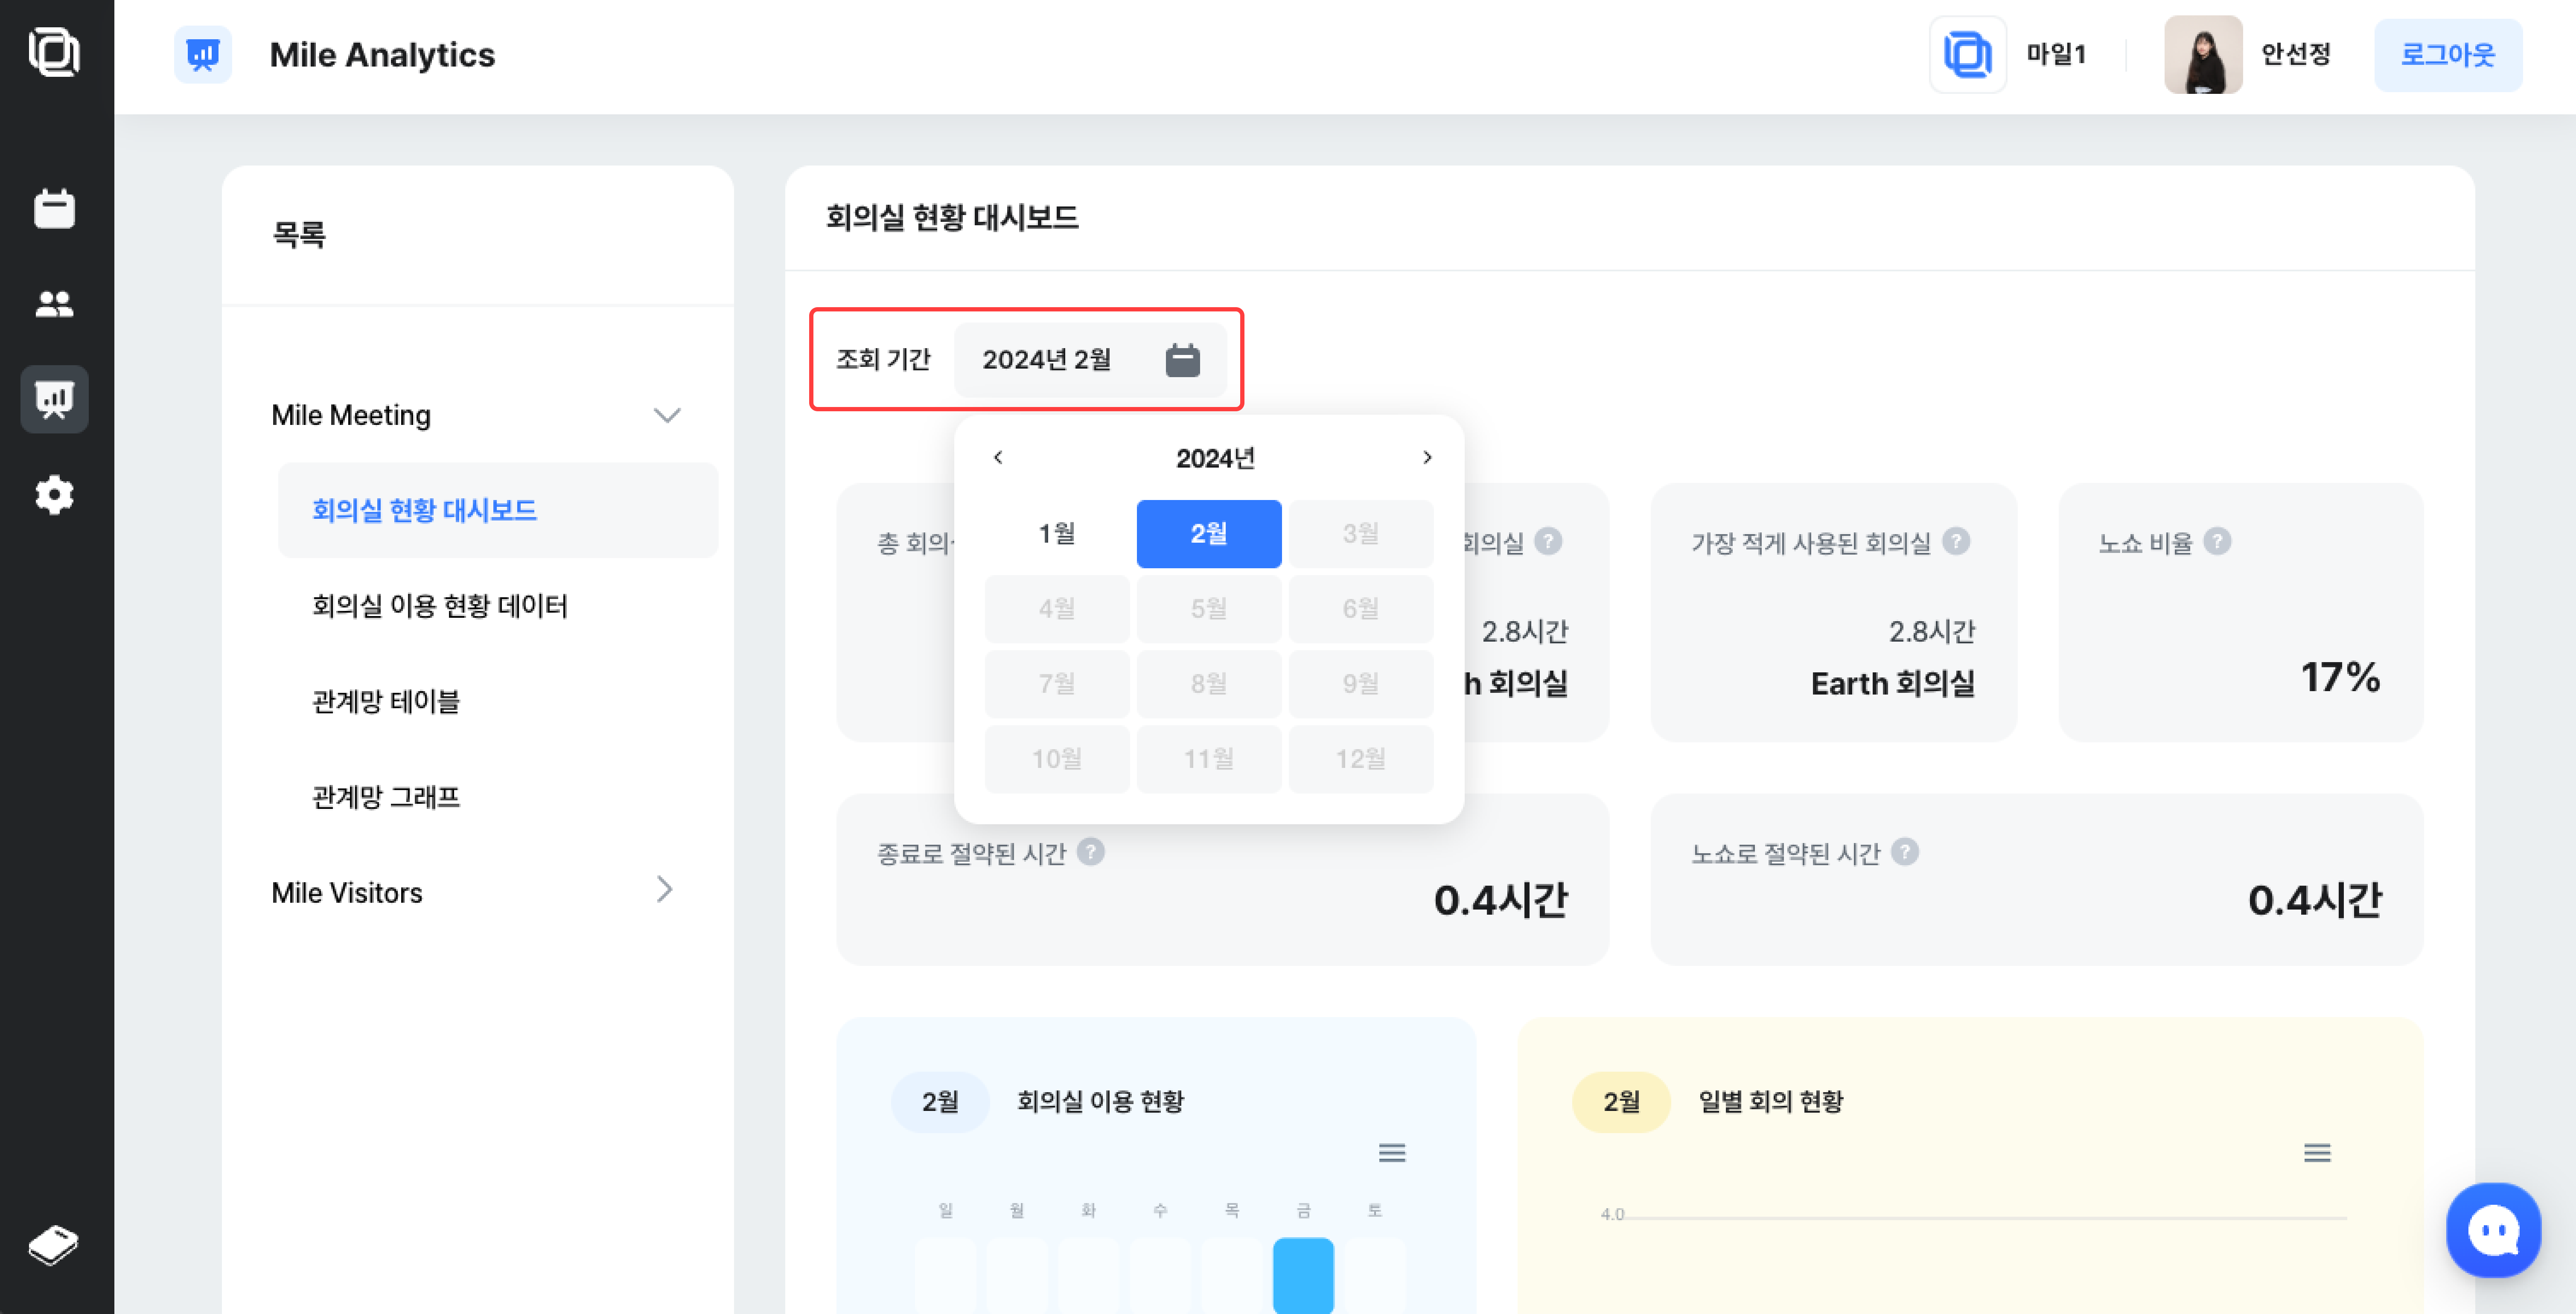 Mile Analytics
마일1
안선정
로그아웃
목록
Mile Meeting
회의실 현황 대시보드
회의실 이용 현황 데이터
관계망 테이블
관계망 그래프
Mile Visitors
회의실 현황 대시보드
조회 기간
2024년 2월
2024년
1월 2월 3월
4월 5월 6월
7월 8월 9월
10월 11월 12월
총 회의
회의실 ?
2.8시간
h 회의실
가장 적게 사용된 회의실 ?
2.8시간
Earth 회의실
노쇼 비율 ?
17%
종료로 절약된 시간 ?
0.4시간
노쇼로 절약된 시간 ?
0.4시간
2월 회의실 이용 현황
일 월 화 수 목 금 토
2월 일별 회의 현황
4.0